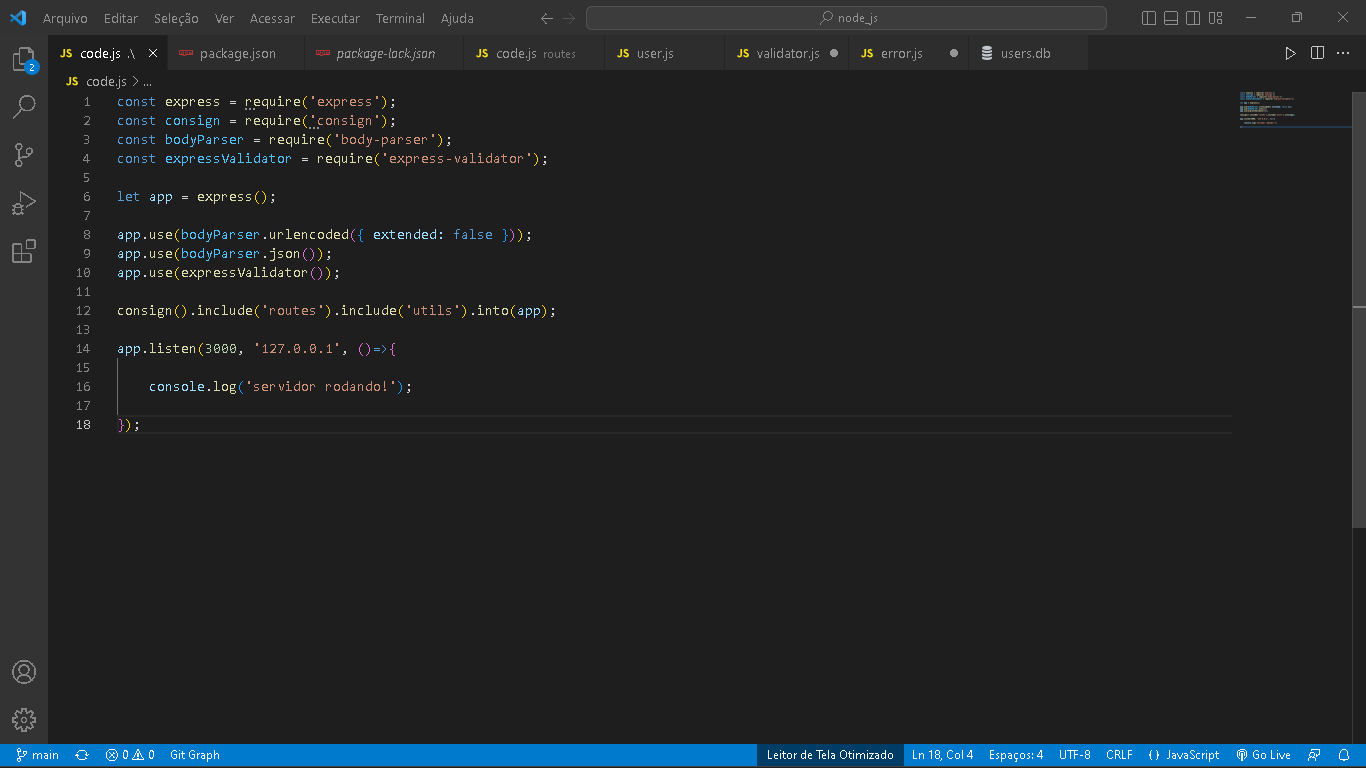 Arquivo Editar Seleção Ver Acessar Executar Terminal Ajuda node_js
JS code.js .\ package.json package-lock.json JS code.js routes JS user.js JS validator.js JS error.js users.db
JS code.js > ...
2
1 const express = require('express');
2 const consign = require('consign');
3 const bodyParser = require('body-parser');
4 const expressValidator = require('express-validator');
5
6 let app = express();
7
8 app.use(bodyParser.urlencoded({ extended: false }));
9 app.use(bodyParser.json());
10 app.use(expressValidator());
11
12 consign().include('routes').include('utils').into(app);
13
14 app.listen(3000, '127.0.0.1', ()=>{
15
16 console.log('servidor rodando!');
17
18 });
main 0 0 Git Graph Leitor de Tela Otimizado Ln 18, Col 4 Espaços: 4 UTF-8 CRLF {} JavaScript Go Live